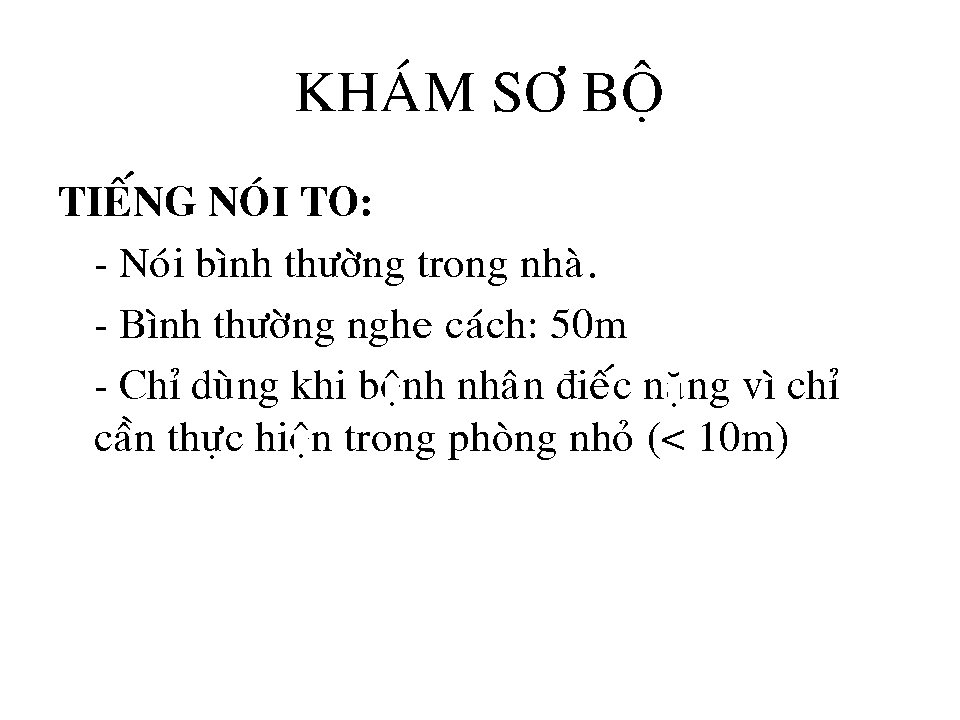 KHÁM SƠ BỘ
TIẾNG NÓI TO:
- Nói bình thường trong nhà.
- Bình thường nghe cách: 50m
- Chỉ dùng khi bệnh nhân điếc nặng vì chỉ
cần thực hiện trong phòng nhỏ (< 10m)